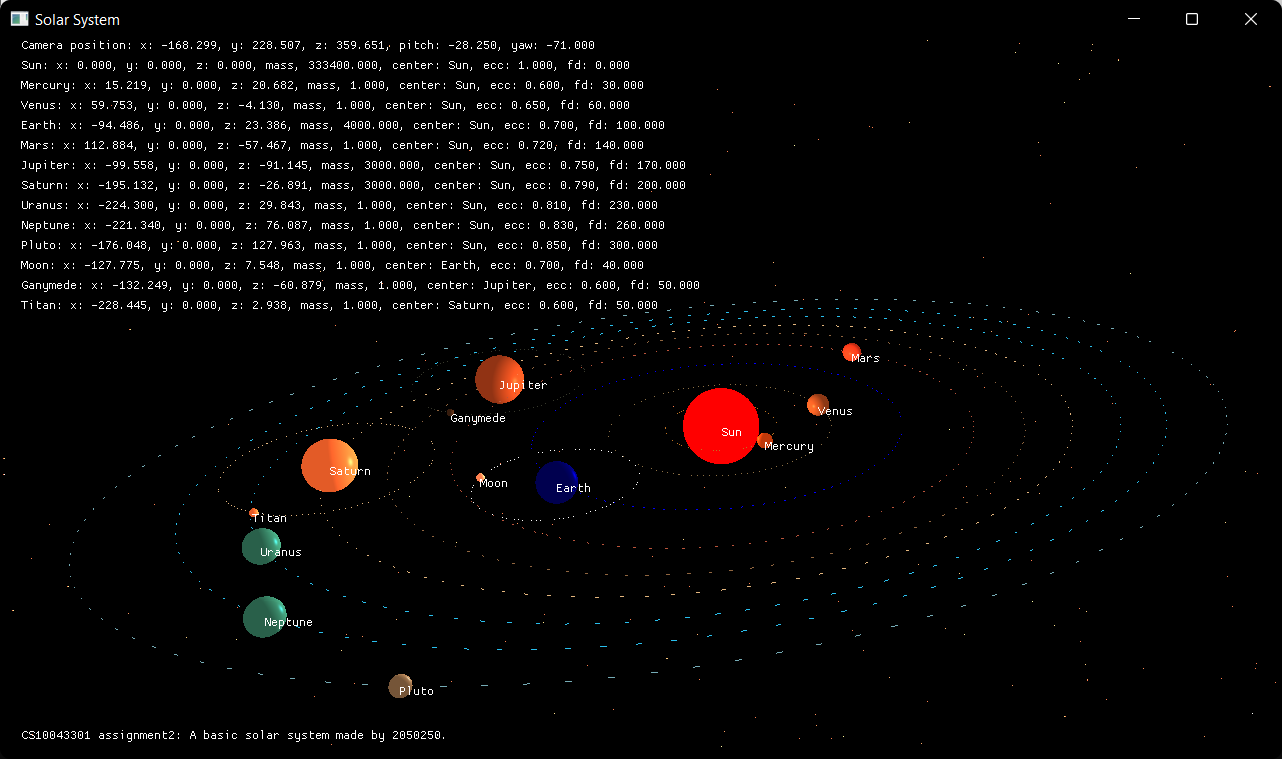 Solar System
Camera position: x: -168.299, y: 228.507, z: 359.651, pitch: -28.250, yaw: -71.000
Sun: x: 0.000, y: 0.000, z: 0.000, mass, 333400.000, center: Sun, ecc: 1.000, fd: 0.000
Mercury: x: 15.219, y: 0.000, z: 20.682, mass, 1.000, center: Sun, ecc: 0.600, fd: 30.000
Venus: x: 59.753, y: 0.000, z: -4.130, mass, 1.000, center: Sun, ecc: 0.650, fd: 60.000
Earth: x: -94.486, y: 0.000, z: 23.386, mass, 4000.000, center: Sun, ecc: 0.700, fd: 100.000
Mars: x: 112.884, y: 0.000, z: -57.467, mass, 1.000, center: Sun, ecc: 0.720, fd: 140.000
Jupiter: x: -99.558, y: 0.000, z: -91.145, mass, 3000.000, center: Sun, ecc: 0.750, fd: 170.000
Saturn: x: -195.132, y: 0.000, z: -26.891, mass, 3000.000, center: Sun, ecc: 0.790, fd: 200.000
Uranus: x: -224.300, y: 0.000, z: 29.843, mass, 1.000, center: Sun, ecc: 0.810, fd: 230.000
Neptune: x: -221.340, y: 0.000, z: 76.087, mass, 1.000, center: Sun, ecc: 0.830, fd: 260.000
Pluto: x: -176.048, y: 0.000, z: 127.963, mass, 1.000, center: Sun, ecc: 0.850, fd: 300.000
Moon: x: -127.775, y: 0.000, z: 7.548, mass, 1.000, center: Earth, ecc: 0.700, fd: 40.000
Ganymede: x: -132.249, y: 0.000, z: -60.879, mass, 1.000, center: Jupiter, ecc: 0.600, fd: 50.000
Titan: x: -228.445, y: 0.000, z: 2.938, mass, 1.000, center: Saturn, ecc: 0.600, fd: 50.000
Mars
Jupiter
Venus
Ganymede
Sun
Mercury
Saturn
Moon
Earth
Titan
Uranus
Neptune
Pluto
CS10043301 assignment2: A basic solar system made by 2050250.